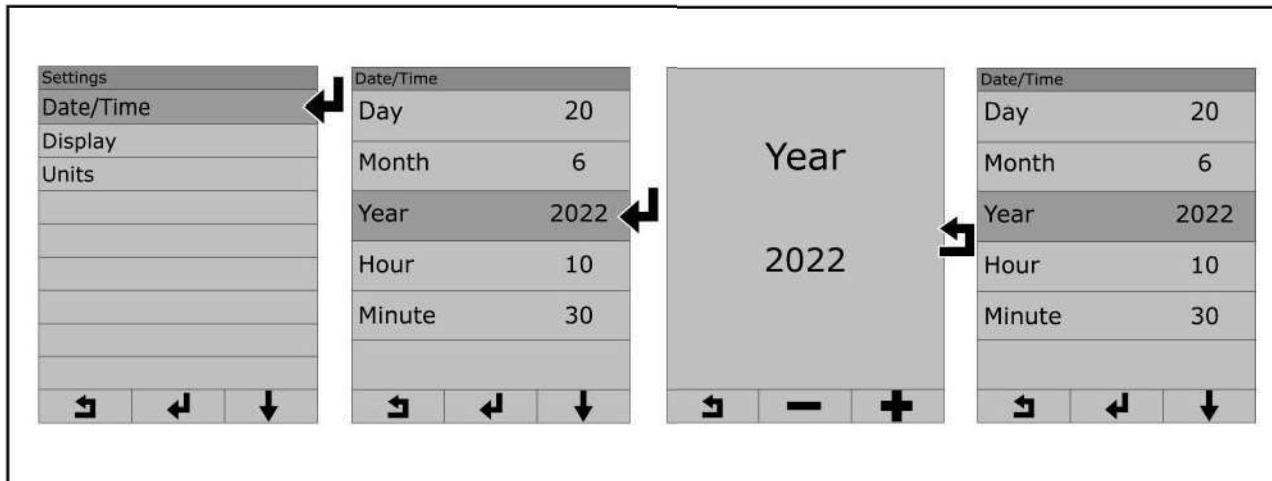 Settings
Date/Time
Display
Units
Date/Time
Day 20
Month 6
Year 2022
Hour 10
Minute 30
Year
2022
Date/Time
Day 20
Month 6
Year 2022
Hour 10
Minute 30